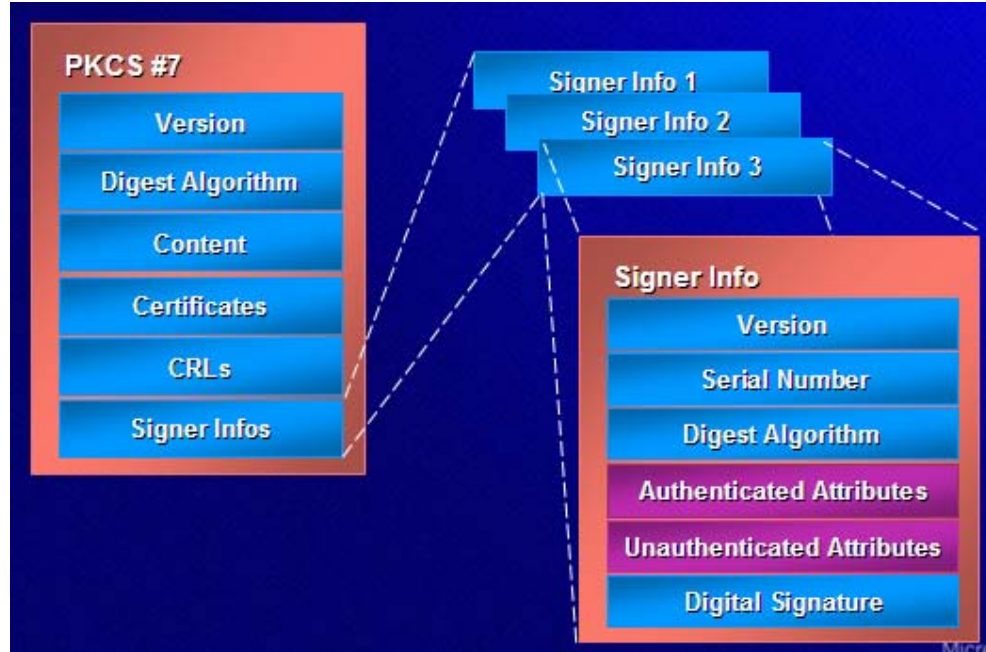 PKCS #7
Version
Digest Algorithm
Content
Certificates
CRLs
Signer Infos
Signer Info 1
Signer Info 2
Signer Info 3
Signer Info
Version
Serial Number
Digest Algorithm
Authenticated Attributes
Unauthenticated Attributes
Digital Signature